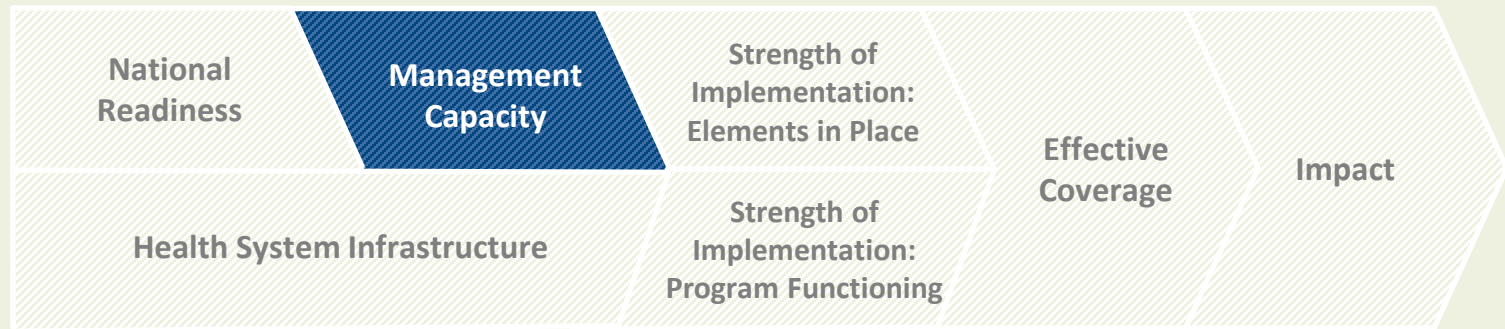 National
Readiness
Management
Capacity
Strength of
Implementation:
Elements in Place
Health System Infrastructure
Strength of
Implementation:
Program Functioning
Effective
Coverage
Impact